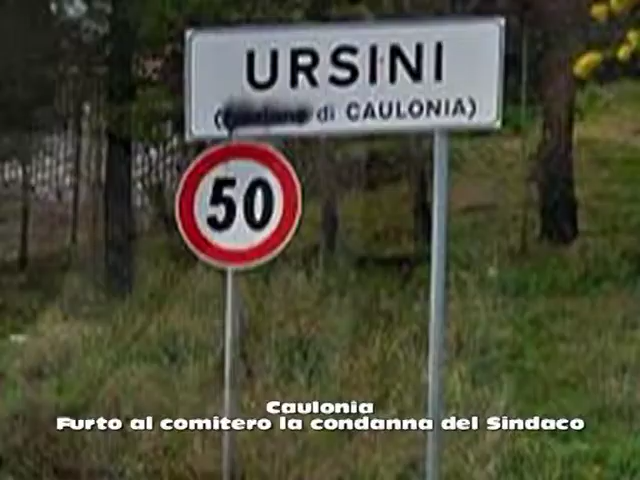 URSINI
( di CAULONIA)
50
Caulonia
Furto al comitero la condanna del Sindaco